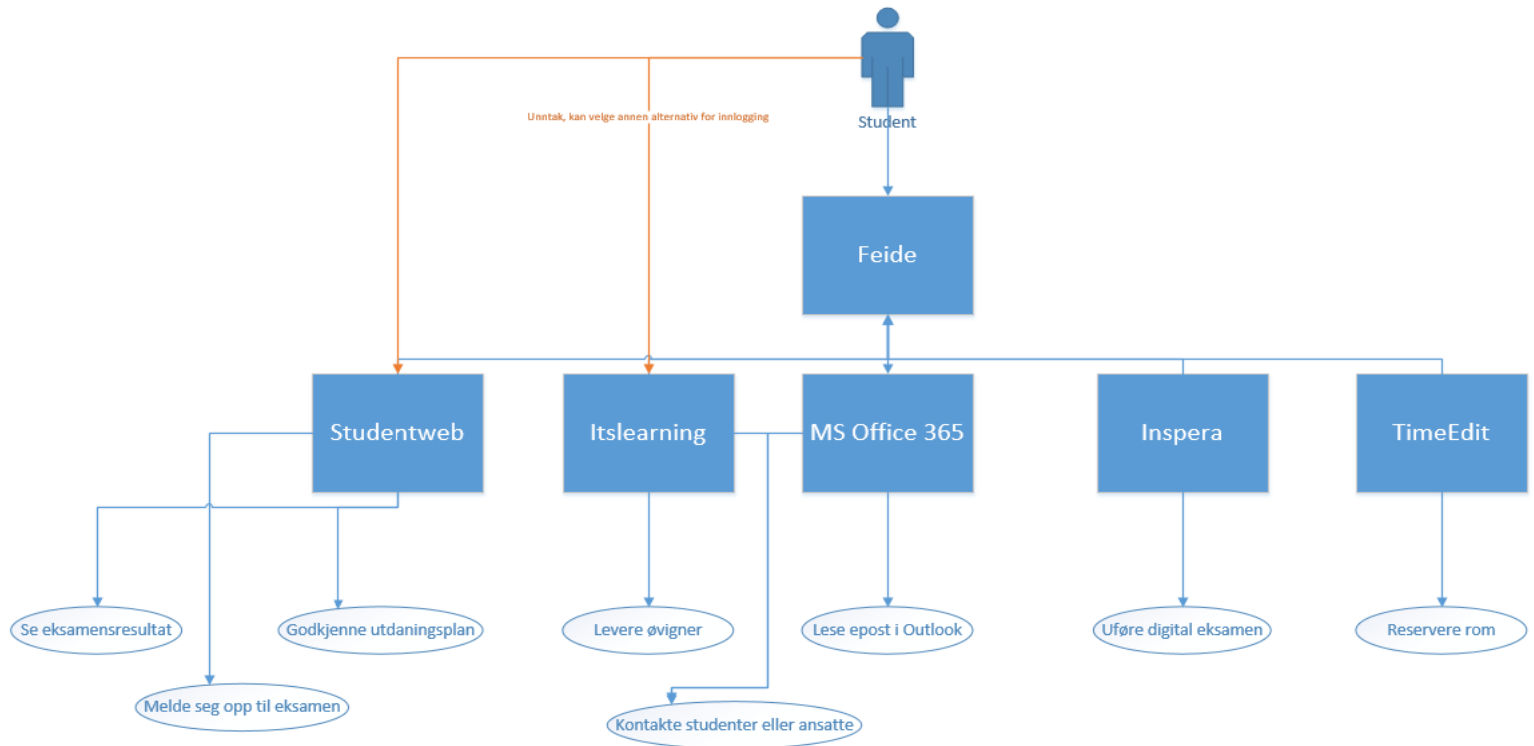 Unntak, kan velge annen alternativ for innlogging
Student
Feide
Studentweb
Itslearning
MS Office 365
Inspera
TimeEdit
Se eksamensresultat
Godkjenne utdaningsplan
Levere øvigner
Lese epost i Outlook
Uføre digital eksamen
Reservere rom
Melde seg opp til eksamen
Kontakte studenter eller ansatte